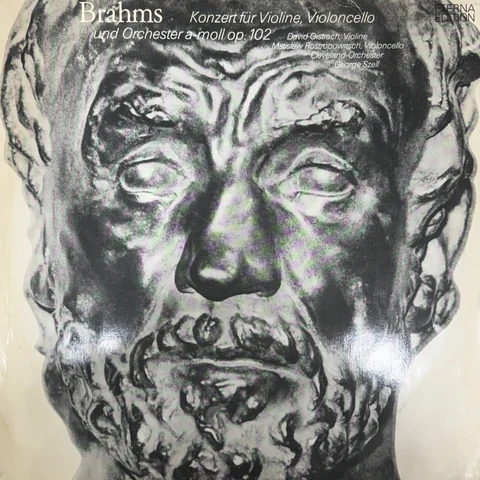 Brahms Konzert für Violine, Violoncello
und Orchester a-moll op. 102
David Oistrach, Violine
Mstislaw Rostropowitsch, Violoncello
Cleveland-Orchester
George Szell
ETERNA
EDITION